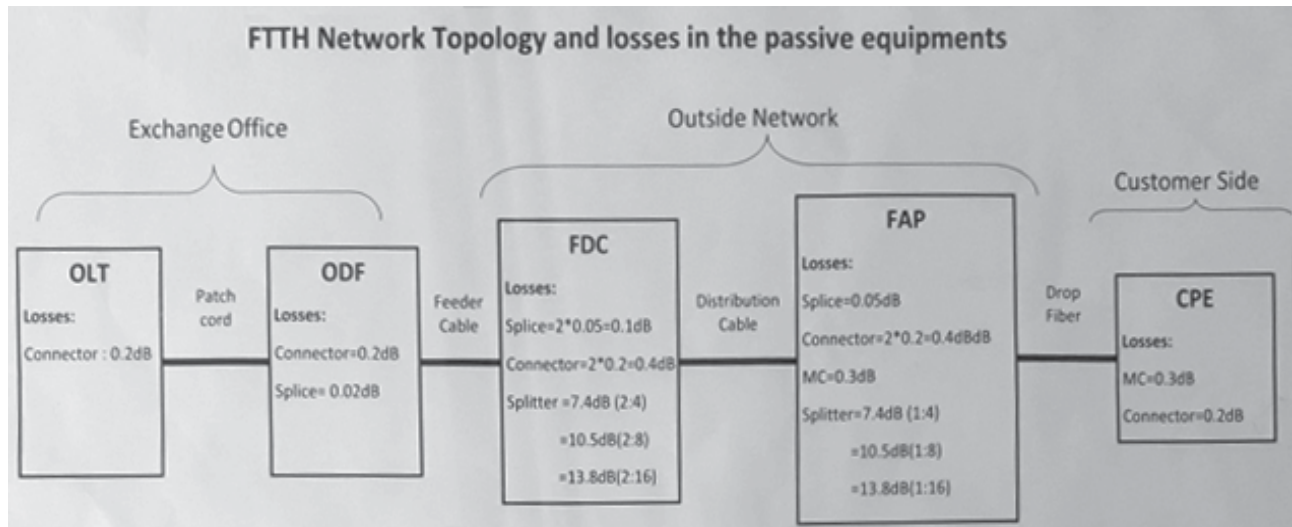 FTTH Network Topology and losses in the passive equipments
Exchange Office
Outside Network
Customer Side
OLT
Losses:
Connector : 0.2dB
Patch
cord
ODF
Losses:
Connector=0.2dB
Splice= 0.02dB
Feeder
Cable
FDC
Losses:
Splice=2*0.05=0.1dB
Connector=2*0.2=0.4dB
Splitter =7.4dB (2:4)
=10.5dB(2:8)
=13.8dB(2:16)
Distribution
Cable
FAP
Losses:
Splice=0.05dB
Connector=2*0.2=0.4dBdB
MC=0.3dB
Splitter=7.4dB (1:4)
=10.5dB(1:8)
=13.8dB(1:16)
Drop
Fiber
CPE
Losses:
MC=0.3dB
Connector=0.2dB